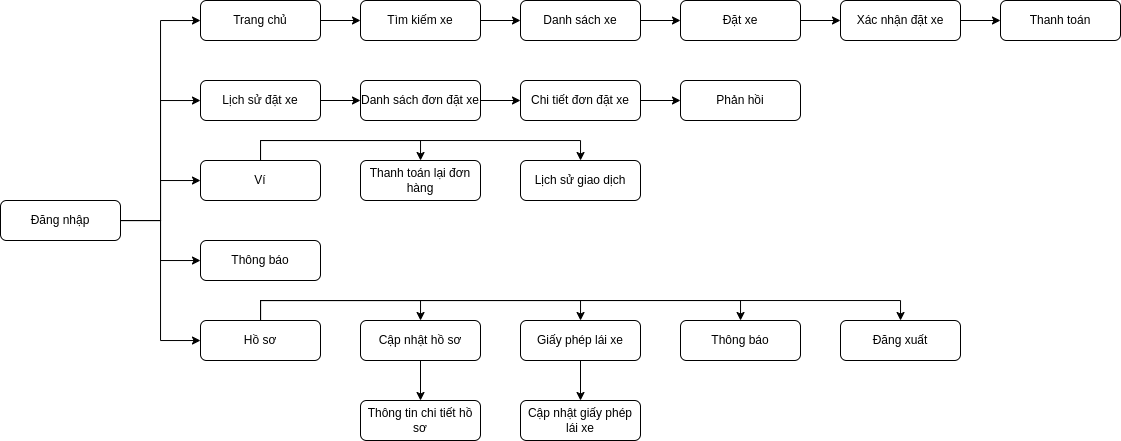 Trang chủ
Tìm kiếm xe
Danh sách xe
Đặt xe
Xác nhận đặt xe
Thanh toán
Lịch sử đặt xe
Danh sách đơn đặt xe
Chi tiết đơn đặt xe
Phản hồi
Ví
Thanh toán lại đơn
hàng
Lịch sử giao dịch
Đăng nhập
Thông báo
Hồ sơ
Cập nhật hồ sơ
Giấy phép lái xe
Thông báo
Đăng xuất
Thông tin chi tiết hồ
sơ
Cập nhật giấy phép
lái xe